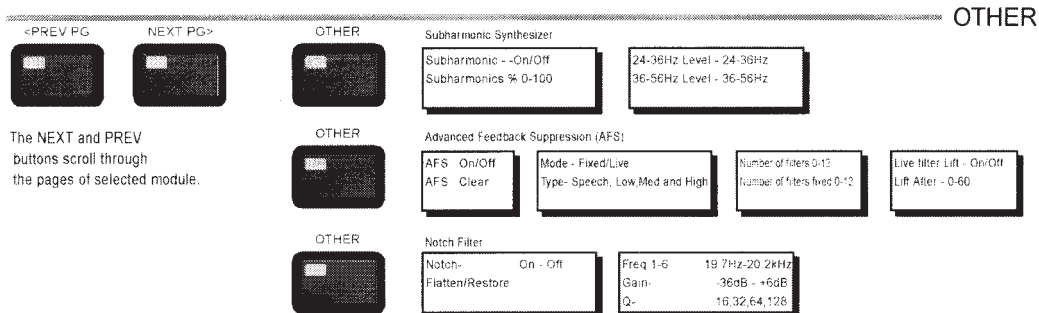 OTHER
<PREV PG
NEXT PG>
The NEXT and PREV
buttons scroll through
the pages of selected module.
OTHER
Subharmonic Synthesizer
Subharmonic - -On/Off
Subharmonics % 0-100
24-36Hz Level - 24-36Hz
36-56Hz Level - 36-56Hz
OTHER
Advanced Feedback Suppression (AFS)
AFS On/Off
AFS Clear
Mode - Fixed/Live
Type- Speech, Low,Med and High
Number of filters 0-12
Number of filters fixed 0-12
Live filter Lift - On/Off
Lift After - 0-60
OTHER
Notch Filter
Notch- On - Off
Flatten/Restore
Freq 1-6 19.7Hz-20.2kHz
Gain- -36dB - +6dB
Q- 16,32,64,128